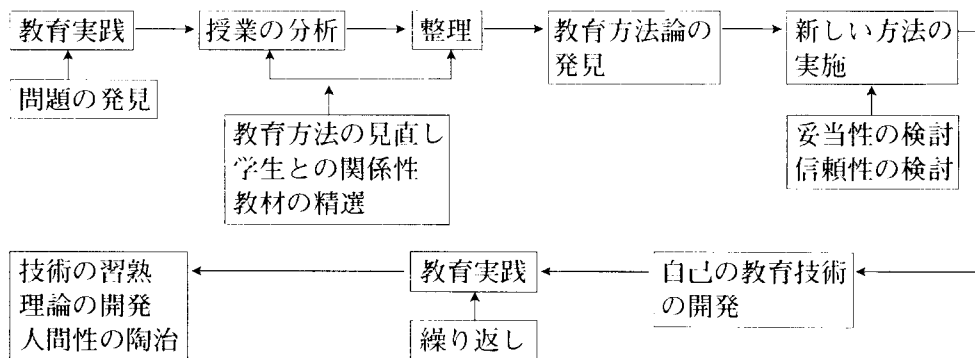 教育実践
授業の分析
整理
教育方法論の
発見
新しい方法の
実施
問題の発見
教育方法の見直し
学生との関係性
教材の精選
妥当性の検討
信頼性の検討
技術の習熟
理論の開発
人間性の陶治
教育実践
自己の教育技術
の開発
繰り返し